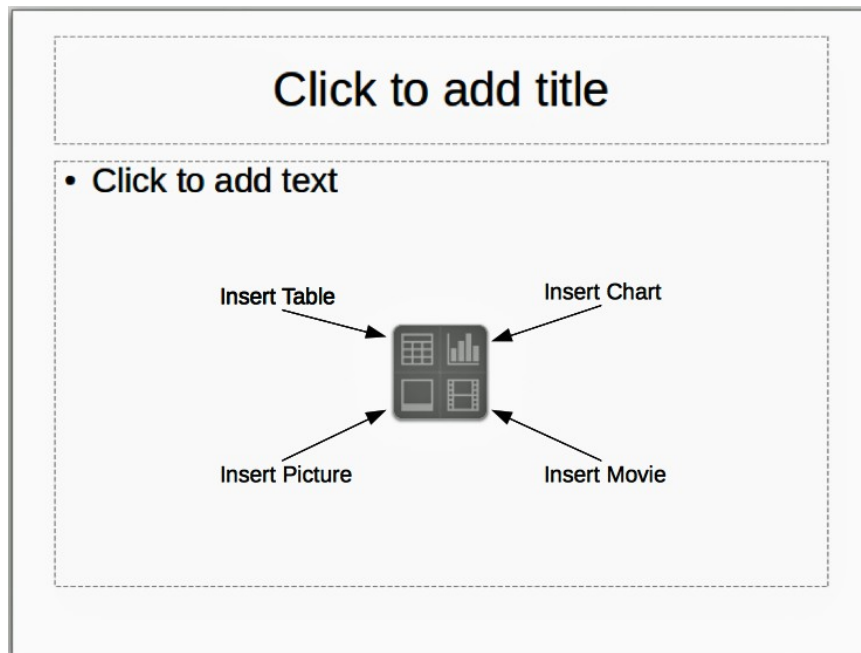 Click to add title
• Click to add text
Insert Table
Insert Chart
Insert Picture
Insert Movie